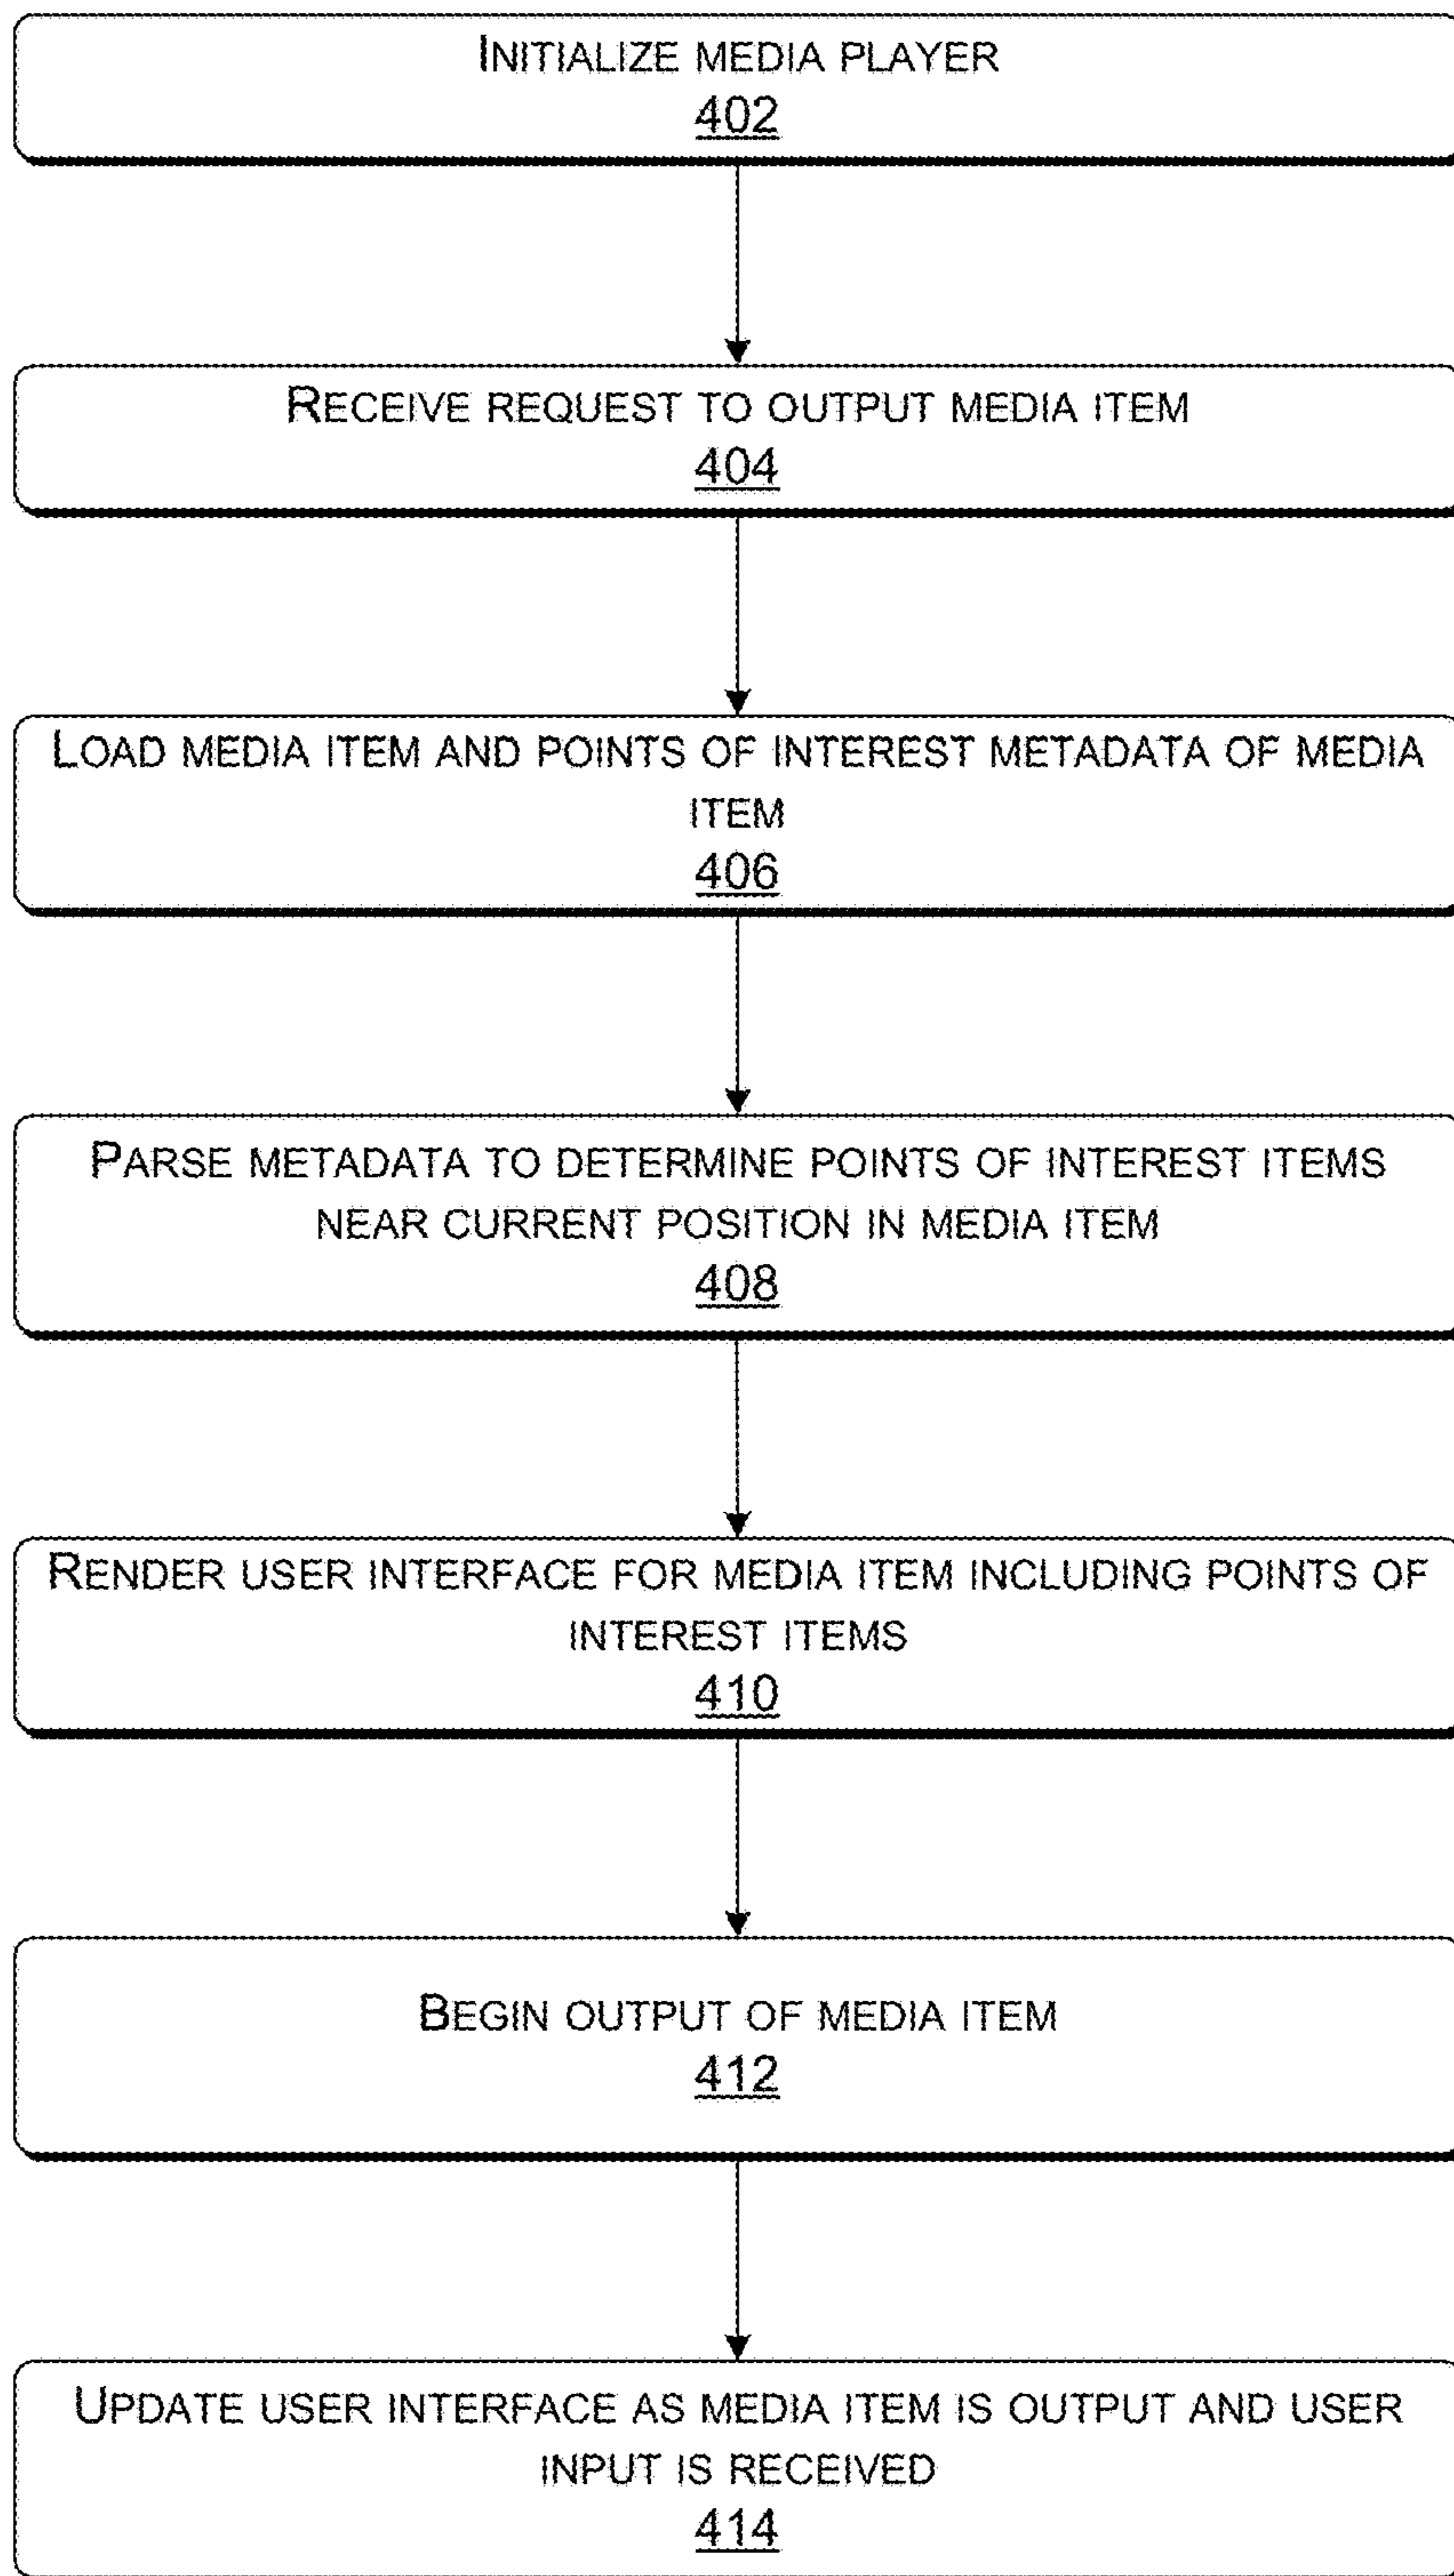 INITIALIZE MEDIA PLAYER
402
RECEIVE REQUEST TO OUTPUT MEDIA ITEM
404
LOAD MEDIA ITEM AND POINTS OF INTEREST METADATA OF MEDIA
ITEM
406
PARSE METADATA TO DETERMINE POINTS OF INTEREST ITEMS
NEAR CURRENT POSITION IN MEDIA ITEM
408
RENDER USER INTERFACE FOR MEDIA ITEM INCLUDING POINTS OF
INTEREST ITEMS
410
BEGIN OUTPUT OF MEDIA ITEM
412
UPDATE USER INTERFACE AS MEDIA ITEM IS OUTPUT AND USER
INPUT IS RECEIVED
414